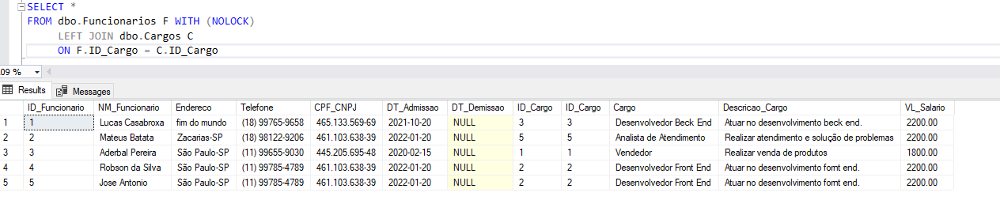 SELECT *
FROM dbo.Funcionarios F WITH (NOLOCK)
LEFT JOIN dbo.Cargos C
ON F.ID_Cargo = C.ID_Cargo
09 %
Results Messages
ID_Funcionario NM_Funcionario Endereco Telefone CPF_CNPJ DT_Admissao DT_Demissao ID_Cargo ID_Cargo Cargo Descricao_Cargo VL_Salario
1 1 Lucas Casabroxa fim do mundo (18) 99765-9658 465.133.569-69 2021-10-20 NULL 3 3 Desenvolvedor Beck End Atuar no desenvolvimento beck end. 2200.00
2 2 Mateus Batata Zacarias-SP (18) 98122-9206 461.103.638-39 2022-01-20 NULL 5 5 Analista de Atendimento Realizar atendimento e solução de problemas 2200.00
3 3 Aderbal Pereira São Paulo-SP (11) 99655-9030 445.205.695-48 2020-02-15 NULL 1 1 Vendedor Realizar venda de produtos 1800.00
4 4 Robson da Silva São Paulo-SP (11) 99785-4789 461.103.638-39 2022-01-20 NULL 2 2 Desenvolvedor Front End Atuar no desenvolvimento fornt end. 2200.00
5 5 Jose Antonio São Paulo-SP (11) 99785-4789 461.103.638-39 2022-01-20 NULL 2 2 Desenvolvedor Front End Atuar no desenvolvimento fornt end. 2200.00